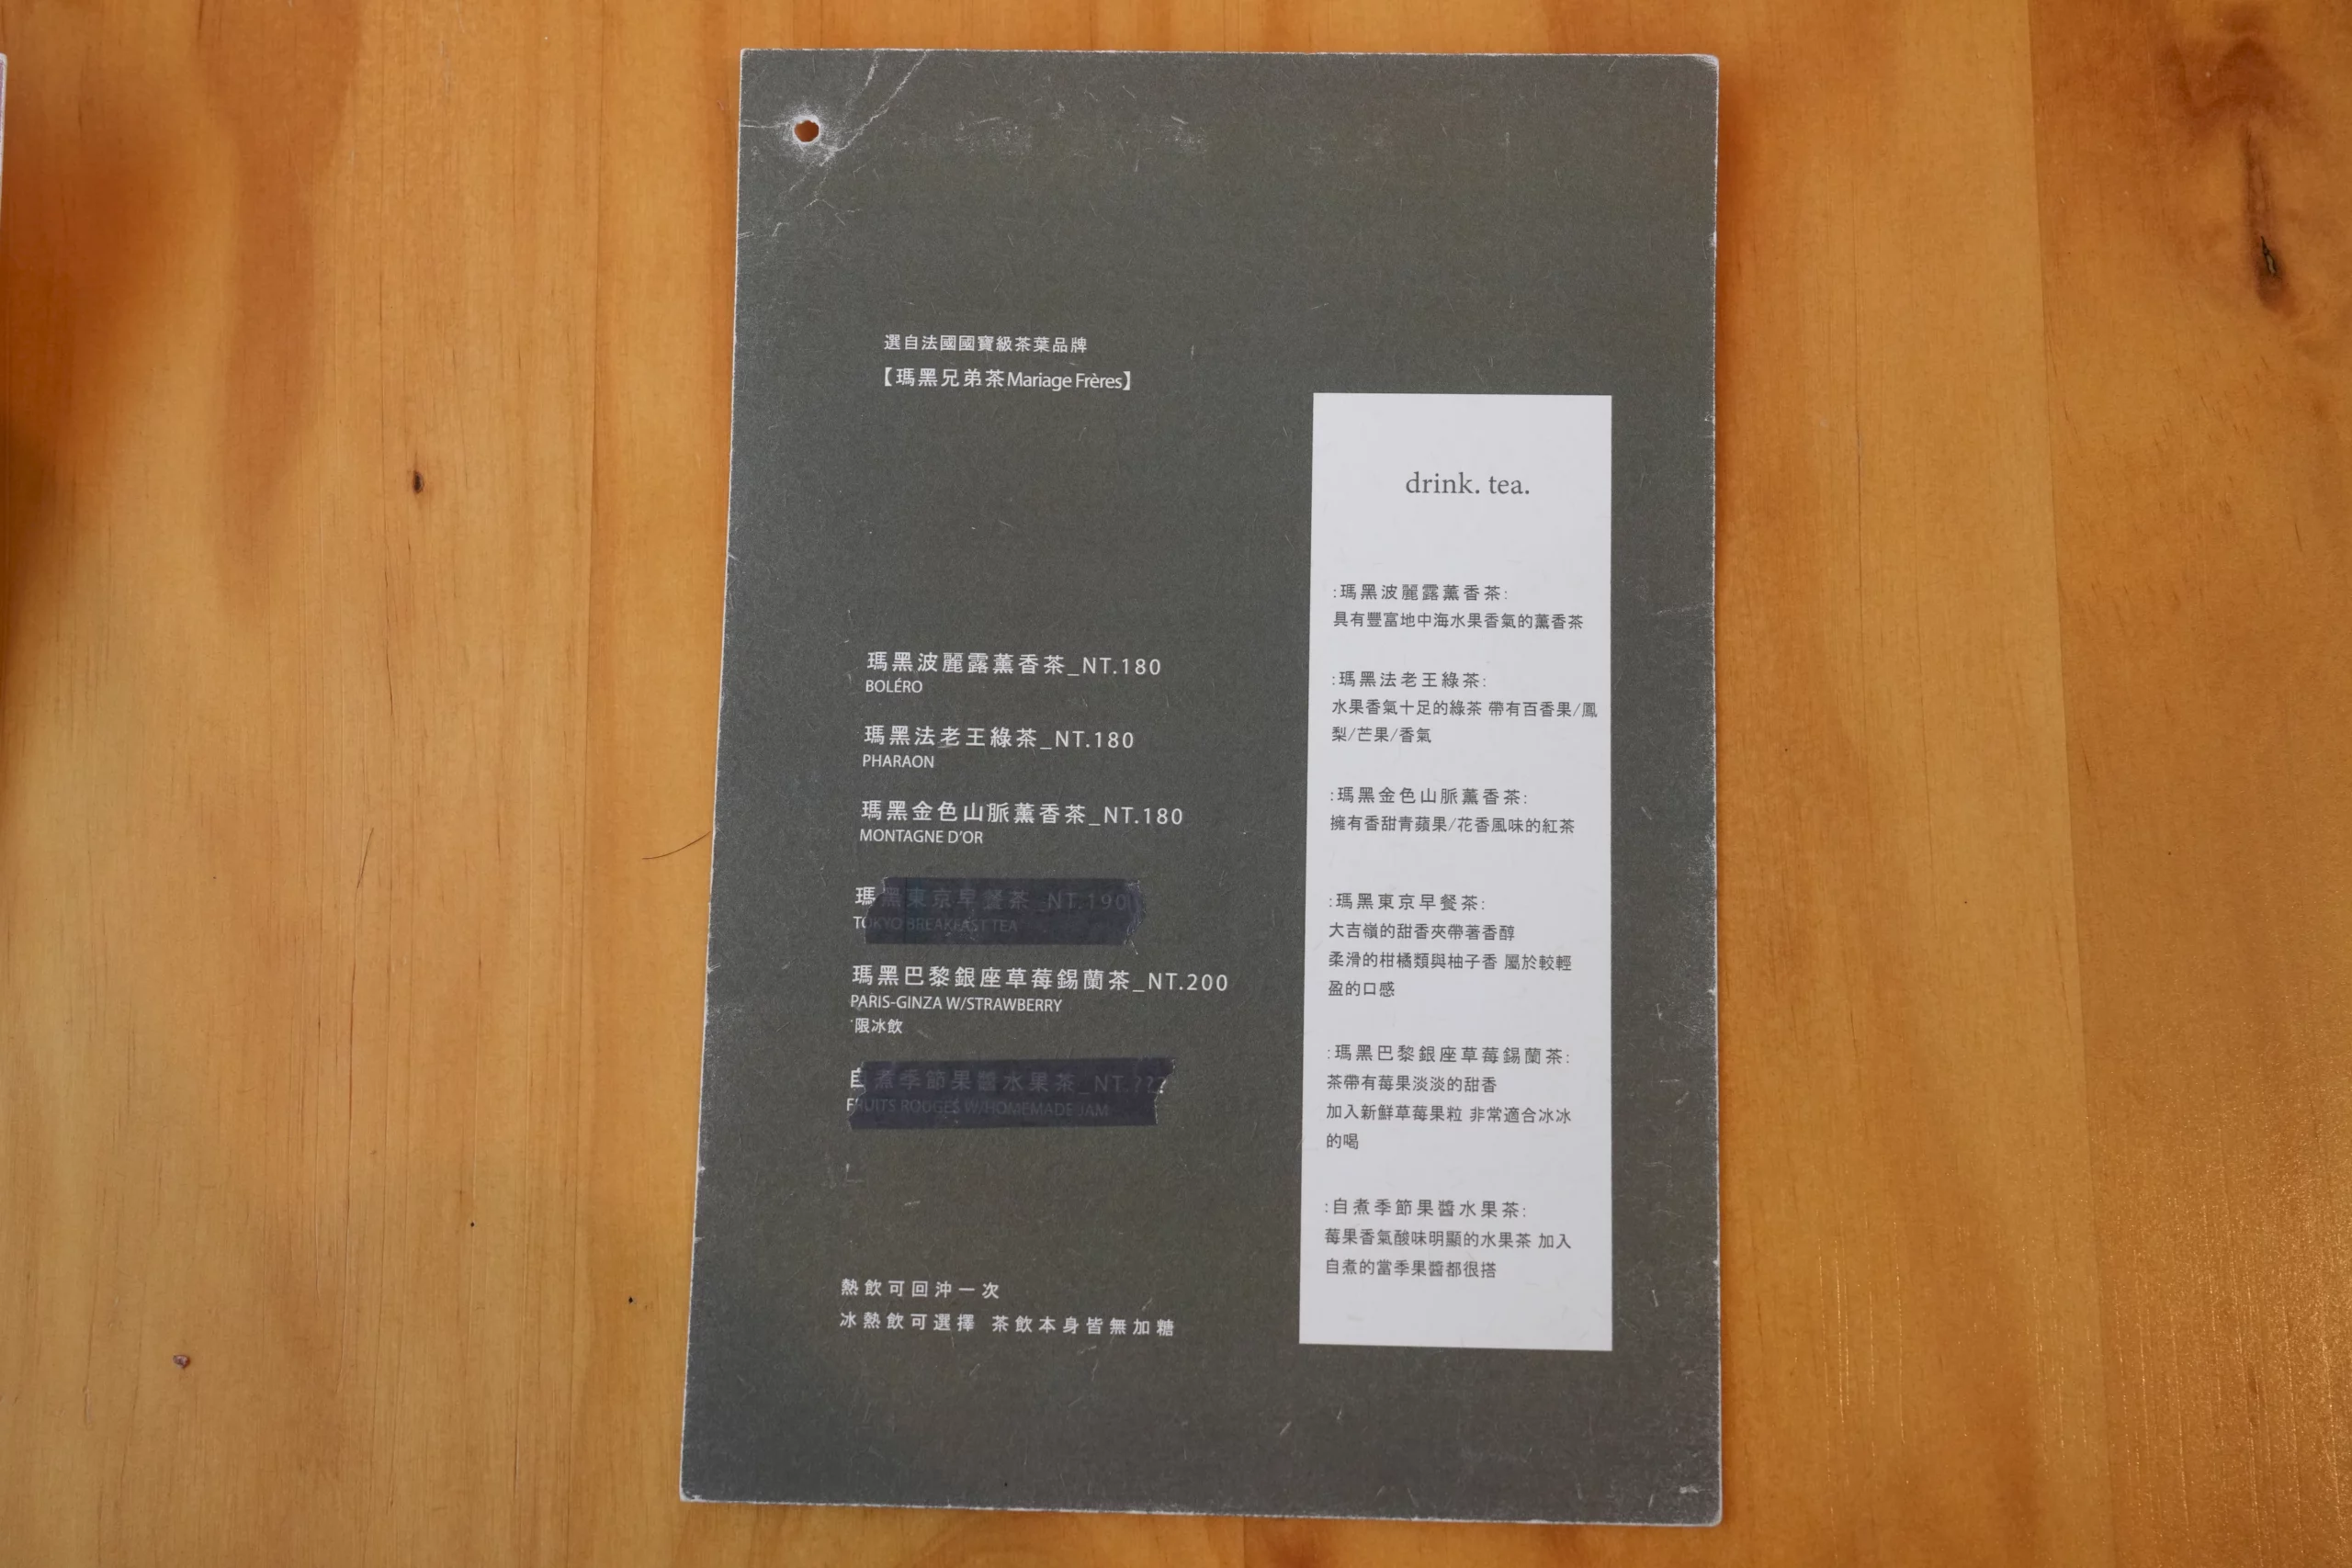 選自法國國寶級茶葉品牌
【瑪黑兄弟茶Mariage Frères】
瑪黑波麗露薰香茶_NT.180
BOLÉRO
瑪黑法老王綠茶_NT.180
PHARAON
瑪黑金色山脈薰香茶_NT.180
MONTAGNE D'OR
瑪黑東京早餐茶_NT.190
TOKYO BREAKFAST TEA
瑪黑巴黎銀座草莓錫蘭茶_NT.200
PARIS-GINZA W/STRAWBERRY
*限冰飲
自煮季節果醬水果茶_NT.???
FRUITS ROUGES W/HOMEMADE JAM
熱飲可回沖一次
冰熱飲可選擇 茶飲本身皆無加糖
drink. tea.
:瑪黑波麗露薰香茶:
具有豐富地中海水果香氣的薰香茶
:瑪黑法老王綠茶:
水果香氣十足的綠茶 帶有百香果/鳳
梨/芒果/香氣
:瑪黑金色山脈薰香茶:
擁有香甜青蘋果/花香風味的紅茶
:瑪黑東京早餐茶:
大吉嶺的甜香夾帶著香醇
柔滑的柑橘類與柚子香 屬於較輕
盈的口感
:瑪黑巴黎銀座草莓錫蘭茶:
茶帶有莓果淡淡的甜香
加入新鮮草莓果粒 非常適合冰冰
的喝
:自煮季節果醬水果茶:
莓果香氣酸味明顯的水果茶 加入
自煮的當季果醬都很搭